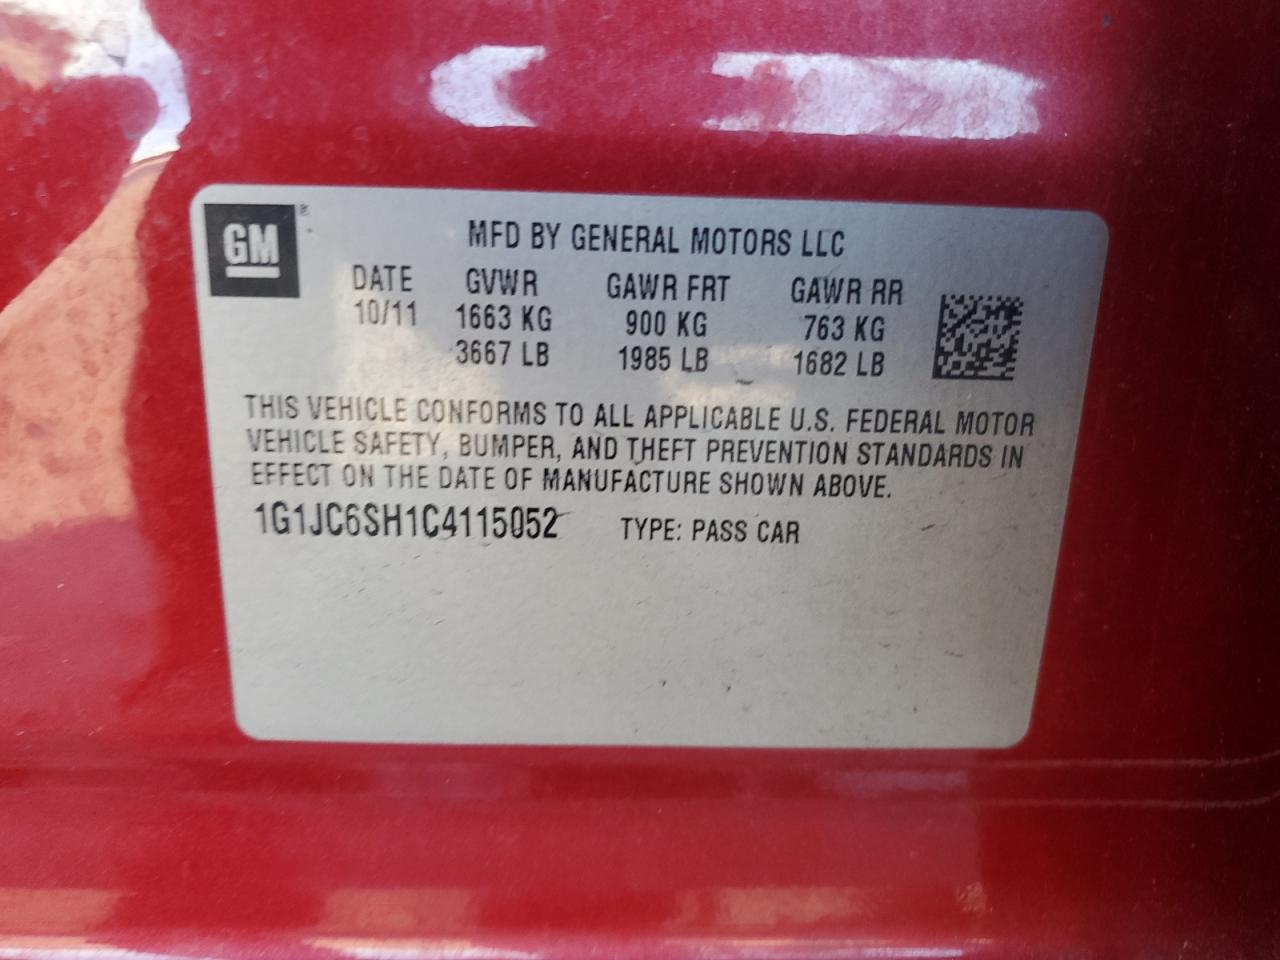 GM
MFD BY GENERAL MOTORS LLC
DATE GVWR GAWR FRT GAWR RR
10/11 1663 KG 900 KG 763 KG
3667 LB 1985 LB 1682 LB
THIS VEHICLE CONFORMS TO ALL APPLICABLE U.S. FEDERAL MOTOR
VEHICLE SAFETY, BUMPER, AND THEFT PREVENTION STANDARDS IN
EFFECT ON THE DATE OF MANUFACTURE SHOWN ABOVE.
1G1JC6SH1C4115052 TYPE: PASS CAR